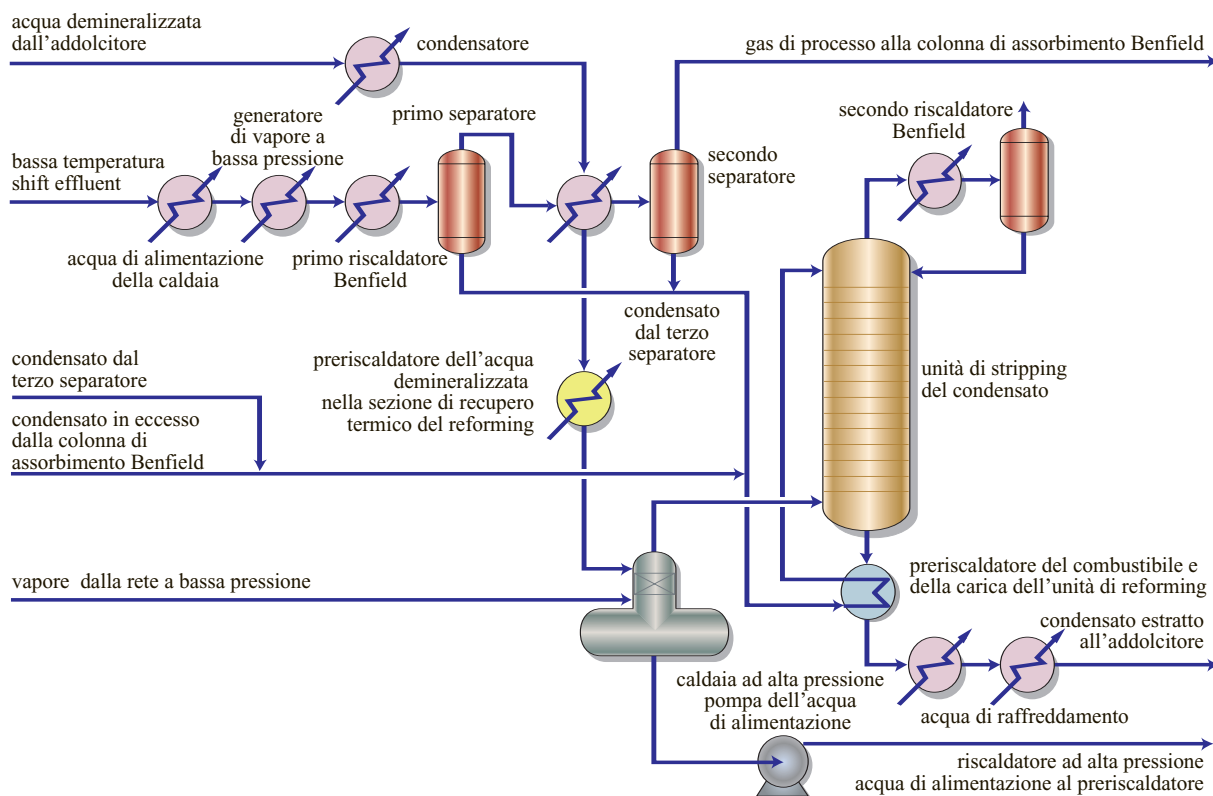 acqua demineralizzata
dall'addolcitore
condensatore
gas di processo alla colonna di assorbimento Benfield
generatore
di vapore a
bassa pressione
primo separatore
secondo riscaldatore
Benfield
bassa temperatura
shift effluent
secondo
separatore
acqua di alimentazione
della caldaia
primo riscaldatore
Benfield
condensato
dal terzo
separatore
condensato dal
terzo separatore
preriscaldatore dell'acqua
demineralizzata
nella sezione di recupero
termico del reforming
unità di stripping
del condensato
condensato in eccesso
dalla colonna di
assorbimento Benfield
vapore dalla rete a bassa pressione
preriscaldatore del combustibile e
della carica dell'unità di reforming
condensato estratto
all'addolcitore
caldaia ad alta pressione
pompa dell'acqua
di alimentazione
acqua di raffreddamento
riscaldatore ad alta pressione
acqua di alimentazione al preriscaldatore